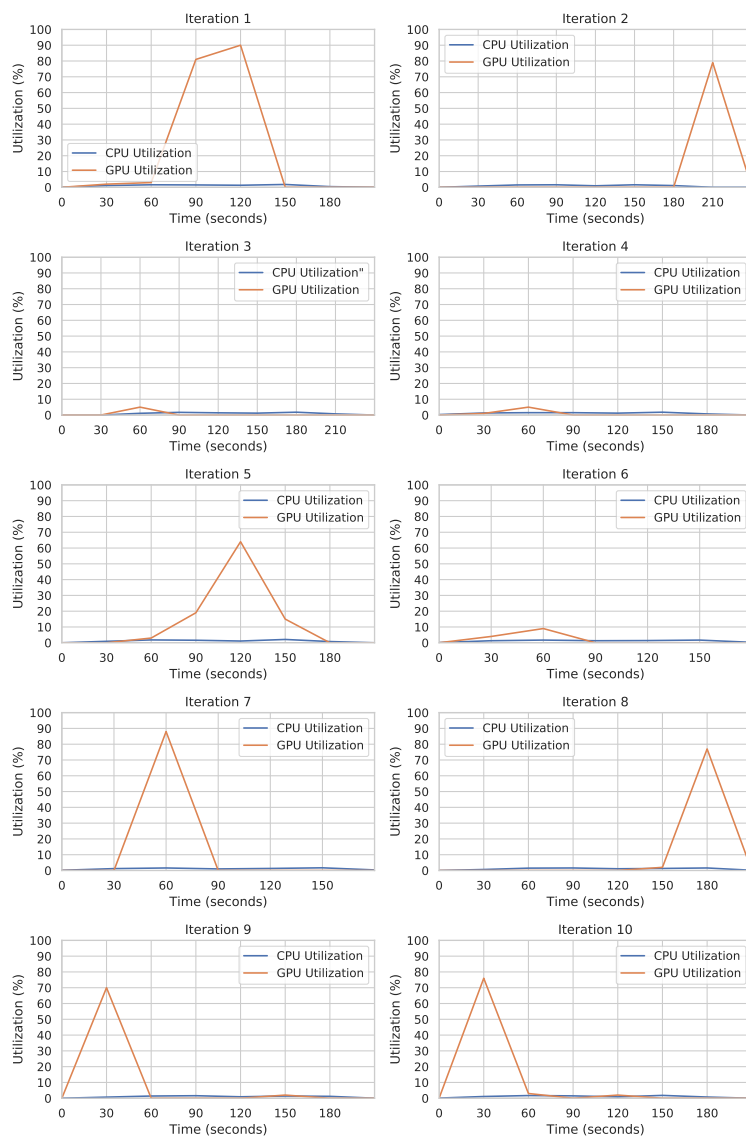 Iteration 1
Utilization (%)
100
90
80
70
60
50
40
30
20
10
0
CPU Utilization
GPU Utilization
0 30 60 90 120 150 180
Time (seconds)
Iteration 2
Utilization (%)
100
90
80
70
60
50
40
30
20
10
0
CPU Utilization
GPU Utilization
0 30 60 90 120 150 180 210
Time (seconds)
Iteration 3
Utilization (%)
100
90
80
70
60
50
40
30
20
10
0
CPU Utilization"
GPU Utilization
0 30 60 90 120 150 180 210
Time (seconds)
Iteration 4
Utilization (%)
100
90
80
70
60
50
40
30
20
10
0
CPU Utilization
GPU Utilization
0 30 60 90 120 150 180
Time (seconds)
Iteration 5
Utilization (%)
100
90
80
70
60
50
40
30
20
10
0
CPU Utilization
GPU Utilization
0 30 60 90 120 150 180
Time (seconds)
Iteration 6
Utilization (%)
100
90
80
70
60
50
40
30
20
10
0
CPU Utilization
GPU Utilization
0 30 60 90 120 150
Time (seconds)
Iteration 7
Utilization (%)
100
90
80
70
60
50
40
30
20
10
0
CPU Utilization
GPU Utilization
0 30 60 90 120 150
Time (seconds)
Iteration 8
Utilization (%)
100
90
80
70
60
50
40
30
20
10
0
CPU Utilization
GPU Utilization
0 30 60 90 120 150 180
Time (seconds)
Iteration 9
Utilization (%)
100
90
80
70
60
50
40
30
20
10
0
CPU Utilization
GPU Utilization
0 30 60 90 120 150 180
Time (seconds)
Iteration 10
Utilization (%)
100
90
80
70
60
50
40
30
20
10
0
CPU Utilization
GPU Utilization
0 30 60 90 120 150 180
Time (seconds)